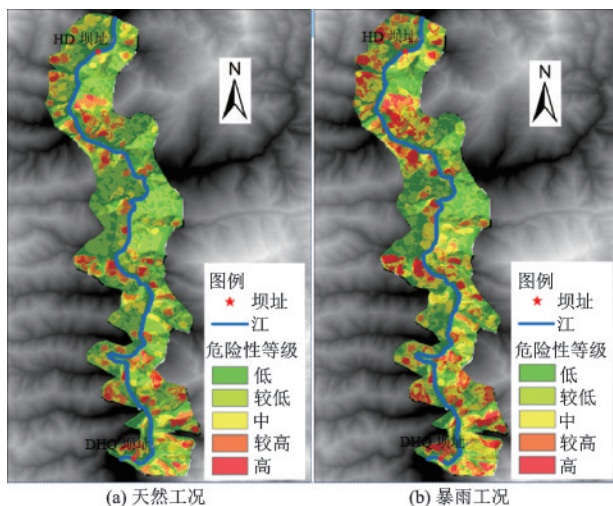 HD 坝址
N
图例
坝址
江
危险性等级
低
较低
中
较高
高
DHQ 坝址
(a) 天然工况
HD 坝址
N
图例
坝址
江
危险性等级
低
较低
中
较高
高
DHQ 坝址
(b) 暴雨工况